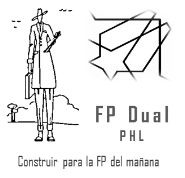 FP Dual
PHL
Construir para la FP del mañana